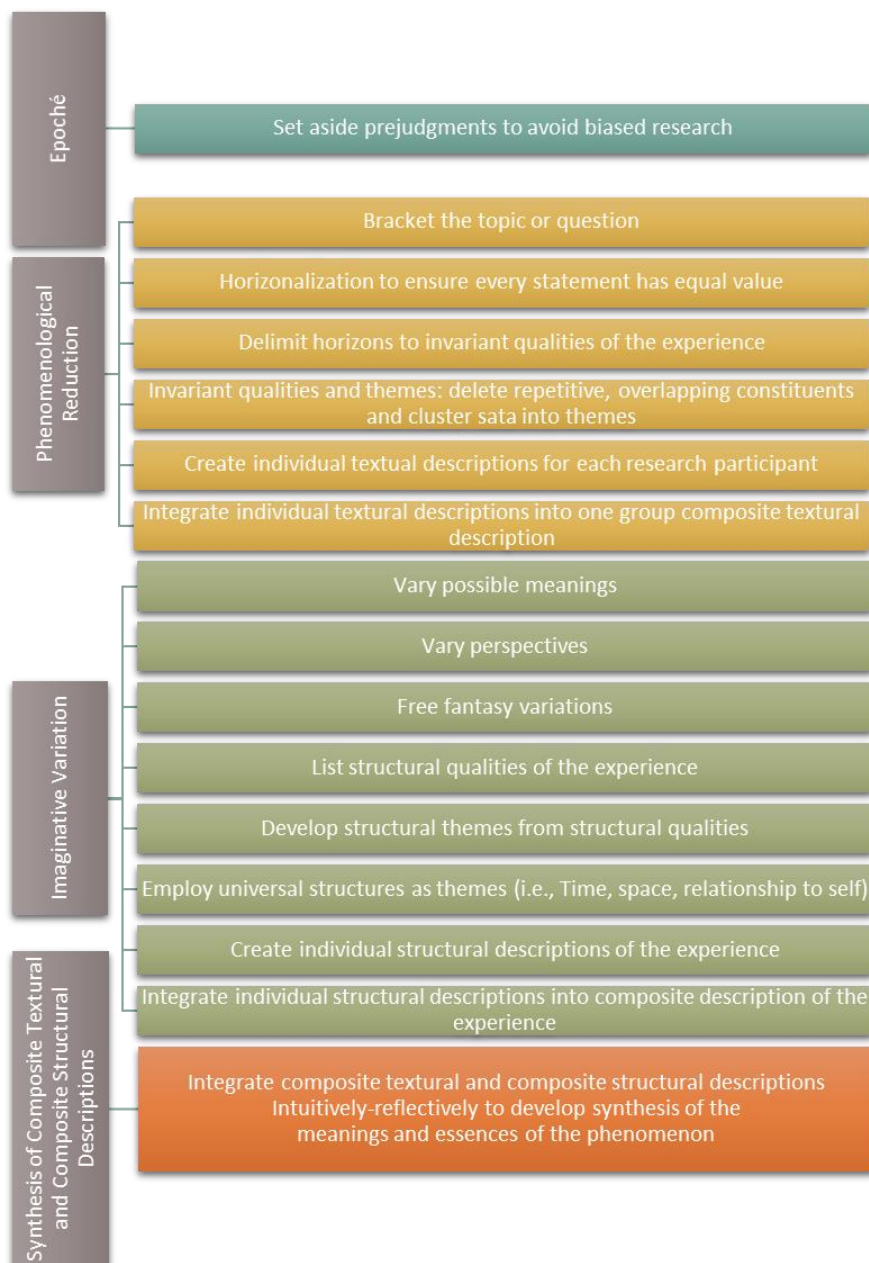 Epoché
Set aside prejudgments to avoid biased research
Phenomenological
Reduction
Bracket the topic or question
Horizonalization to ensure every statement has equal value
Delimit horizons to invariant qualities of the experience
Invariant qualities and themes: delete repetitive, overlapping constituents
and cluster sata into themes
Create individual textual descriptions for each research participant
Integrate individual textural descriptions into one group composite textural
description
Imaginative Variation
Vary possible meanings
Vary perspectives
Free fantasy variations
List structural qualities of the experience
Develop structural themes from structural qualities
Employ universal structures as themes (i.e., Time, space, relationship to self)
Create individual structural descriptions of the experience
Integrate individual structural descriptions into composite description of the
experience
Synthesis of Composite Textural
and Composite Structural
Descriptions
Integrate composite textural and composite structural descriptions
Intuitively-reflectively to develop synthesis of the
meanings and essences of the phenomenon